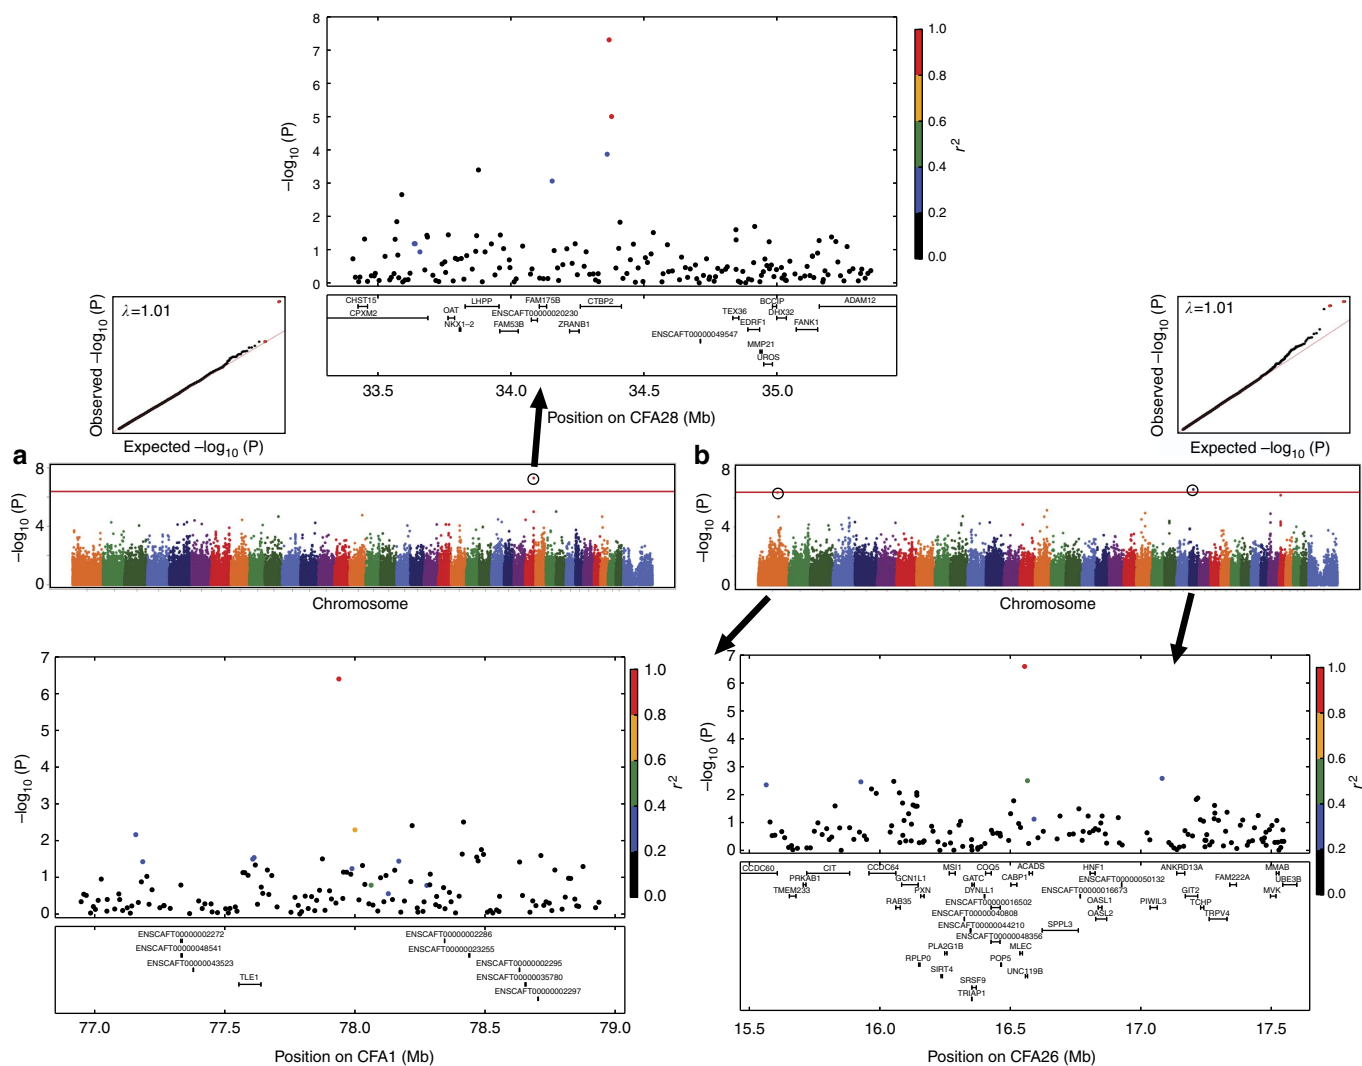 8
7
6
5
4
3
2
1
0
–log10 (P)
1.0
0.8
0.6
0.4
0.2
0.0
r2
CHST15
LHPP
FAM175B
CTBP2
BCCIP
ADAM12
CPXM2
OAT
ENSCAFT00000020230
TEX36
DHX32
NKX1–2
FAM53B
ZRANB1
EDRF1
FANK1
ENSCAFT00000049547
MMP21
UROS
33.5
34.0
34.5
35.0
Position on CFA28 (Mb)
λ=1.01
Observed –log10 (P)
Expected –log10 (P)
λ=1.01
Observed –log10 (P)
Expected –log10 (P)
a
8
4
0
–log10 (P)
Chromosome
b
8
4
0
–log10 (P)
Chromosome
7
6
5
4
3
2
1
0
–log10 (P)
1.0
0.8
0.6
0.4
0.2
0.0
r2
ENSCAFT00000002272
ENSCAFT00000002286
ENSCAFT00000048541
ENSCAFT00000023255
ENSCAFT00000043523
ENSCAFT00000002295
TLE1
ENSCAFT00000035780
ENSCAFT00000002297
77.0
77.5
78.0
78.5
79.0
Position on CFA1 (Mb)
7
6
5
4
3
2
1
0
–log10 (P)
1.0
0.8
0.6
0.4
0.2
0.0
r2
CCDC60
CIT
CCDC64
MSI1
COQ5
ACADS
HNF1
ANKRD13A
MMAB
PRKAB1
GCN1L1
GATC
CABP1
ENSCAFT00000050132
FAM222A
UBE3B
TMEM233
PXN
DYNLL1
ENSCAFT00000016673
GIT2
MVK
RAB35
ENSCAFT00000016502
OASL1
PIWIL3
TCHP
ENSCAFT00000040808
OASL2
TRPV4
ENSCAFT00000044210
SPPL3
ENSCAFT00000048356
PLA2G1B
MLEC
RPLP0
POP5
SIRT4
UNC119B
SRSF9
TRIAP1
15.5
16.0
16.5
17.0
17.5
Position on CFA26 (Mb)